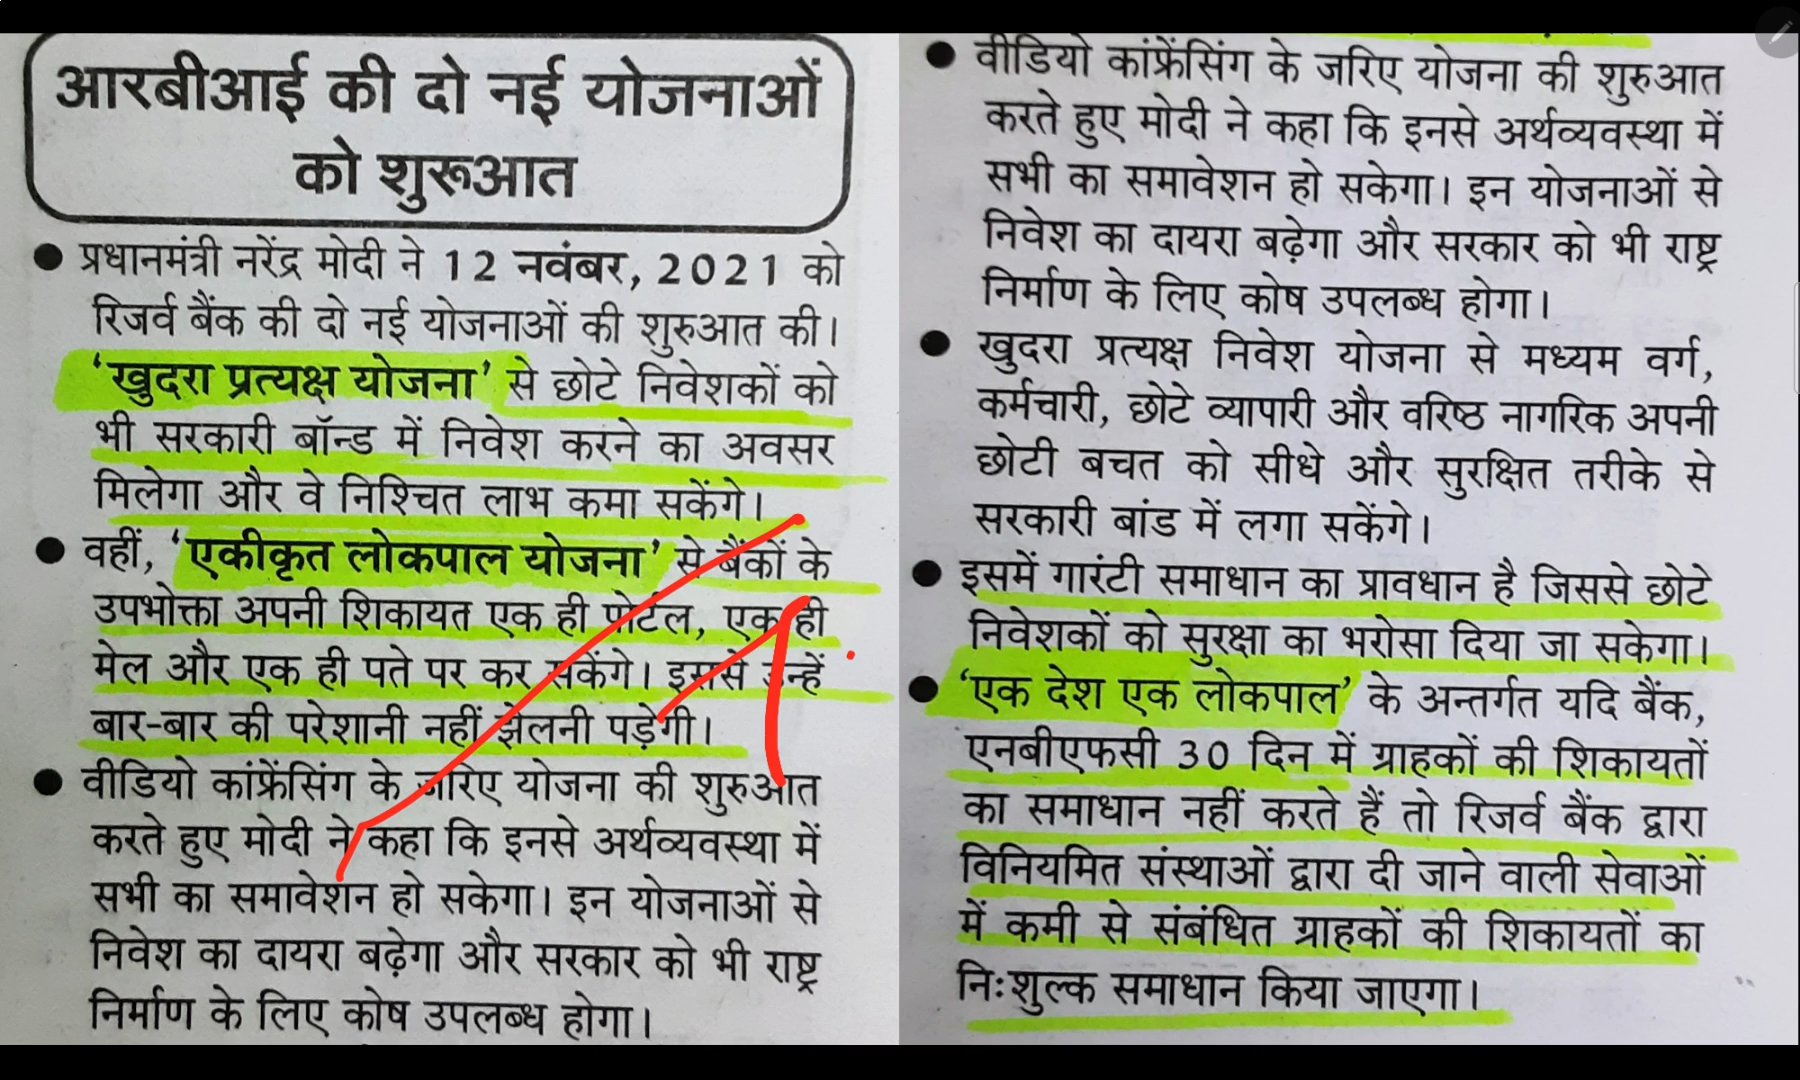 आरबीआई की दो नई योजनाओं
को शुरूआत
● प्रधानमंत्री नरेंद्र मोदी ने 12 नवंबर, 2021 को
रिजर्व बैंक की दो नई योजनाओं की शुरुआत की।
‘खुदरा प्रत्यक्ष योजना’ से छोटे निवेशकों को
भी सरकारी बॉन्ड में निवेश करने का अवसर
मिलेगा और वे निश्चित लाभ कमा सकेंगे।
● वहीं, ‘एकीकृत लोकपाल योजना’ से बैंकों के
उपभोक्ता अपनी शिकायत एक ही पोर्टल, एक ही
मेल और एक ही पते पर कर सकेंगे। इससे उन्हें
बार-बार की परेशानी नहीं झेलनी पड़ेगी।
● वीडियो कांफ्रेंसिंग के जरिए योजना की शुरुआत
करते हुए मोदी ने कहा कि इनसे अर्थव्यवस्था में
सभी का समावेशन हो सकेगा। इन योजनाओं से
निवेश का दायरा बढ़ेगा और सरकार को भी राष्ट्र
निर्माण के लिए कोष उपलब्ध होगा।
● वीडियो कांफ्रेंसिंग के जरिए योजना की शुरुआत
करते हुए मोदी ने कहा कि इनसे अर्थव्यवस्था में
सभी का समावेशन हो सकेगा। इन योजनाओं से
निवेश का दायरा बढ़ेगा और सरकार को भी राष्ट्र
निर्माण के लिए कोष उपलब्ध होगा।
● खुदरा प्रत्यक्ष निवेश योजना से मध्यम वर्ग,
कर्मचारी, छोटे व्यापारी और वरिष्ठ नागरिक अपनी
छोटी बचत को सीधे और सुरक्षित तरीके से
सरकारी बांड में लगा सकेंगे।
● इसमें गारंटी समाधान का प्रावधान है जिससे छोटे
निवेशकों को सुरक्षा का भरोसा दिया जा सकेगा।
● ‘एक देश एक लोकपाल’ के अन्तर्गत यदि बैंक,
एनबीएफसी 30 दिन में ग्राहकों की शिकायतों
का समाधान नहीं करते हैं तो रिजर्व बैंक द्वारा
विनियमित संस्थाओं द्वारा दी जाने वाली सेवाओं
में कमी से संबंधित ग्राहकों की शिकायतों का
निःशुल्क समाधान किया जाएगा।